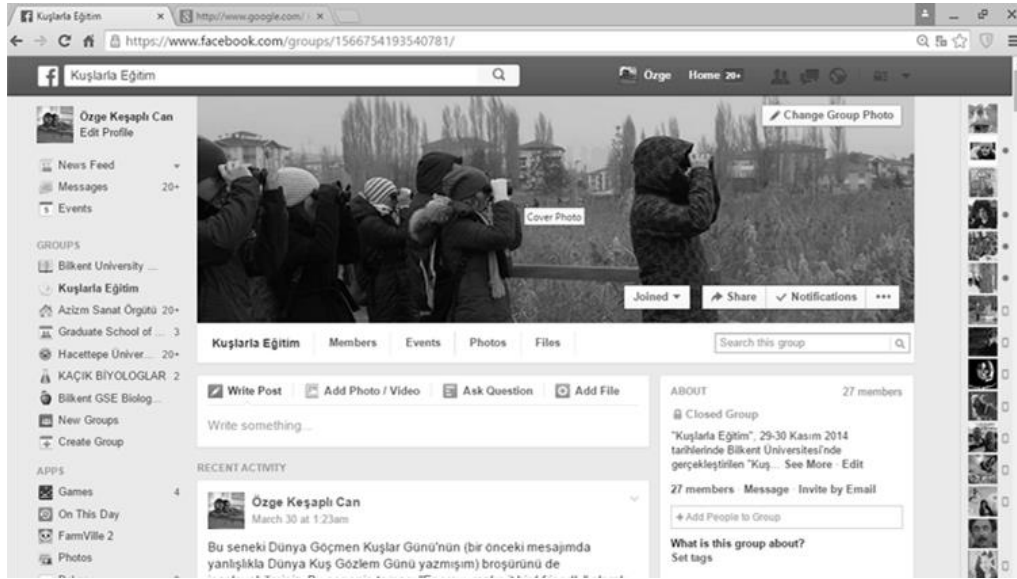 Kuşlarla Eğitim
http://www.google.com/
https://www.facebook.com/groups/1566754193540781/
Kuşlarla Eğitim
Özge Home 20+
Özge Keşaplı Can
Edit Profile
News Feed
Messages 20+
Events
GROUPS
Bilkent University ...
Kuşlarla Eğitim
Azizm Sanat Örgütü 20+
Graduate School of ... 3
Hacettepe Üniver... 20+
KAÇIK BİYOLOGLAR 2
Bilkent GSE Biolog...
New Groups
Create Group
APPS
Games 4
On This Day
FarmVille 2
Photos
Change Group Photo
Cover Photo
Joined Share Notifications
Kuşlarla Eğitim Members Events Photos Files
Search this group
Write Post Add Photo / Video Ask Question Add File
Write something...
RECENT ACTIVITY
Özge Keşaplı Can
March 30 at 1:23am
Bu seneki Dünya Göçmen Kuşlar Günü'nün (bir önceki mesajımda
yanlışlıkla Dünya Kuş Gözlem Günü yazmışım) broşürünü de
ABOUT 27 members
Closed Group
"Kuşlarla Eğitim", 29-30 Kasım 2014
tarihlerinde Bilkent Üniversitesi'nde
gerçekleştirilen "Kuş... See More · Edit
27 members · Message · Invite by Email
+ Add People to Group
What is this group about?
Set tags